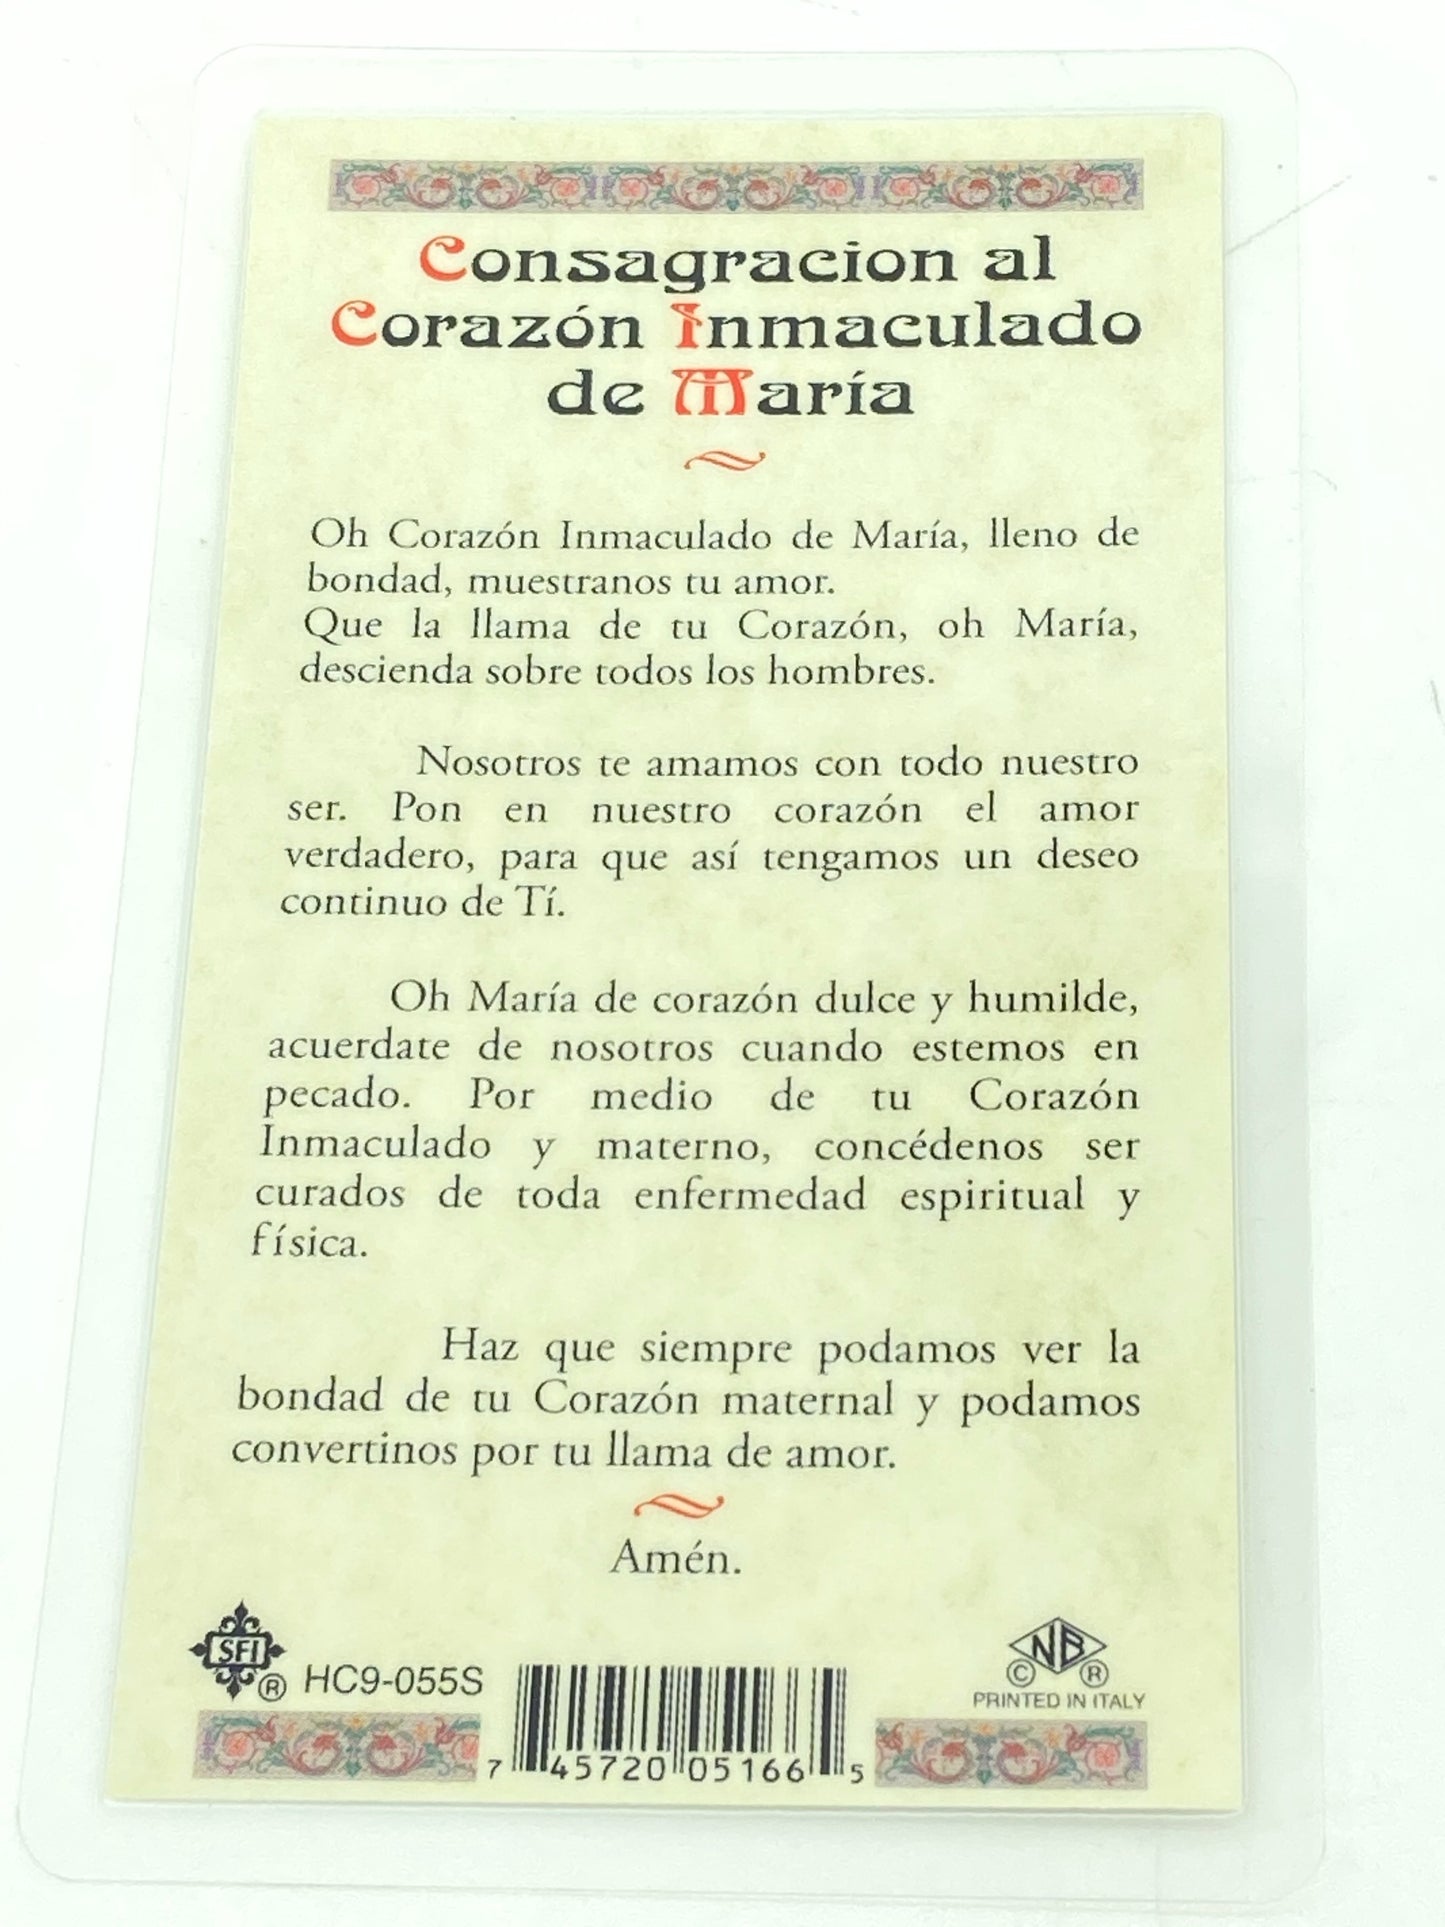 Consagracion al
Corazón Inmaculado
de María
Oh Corazón Inmaculado de María, lleno de
bondad, muestranos tu amor.
Que la llama de tu Corazón, oh María,
descienda sobre todos los hombres.
Nosotros te amamos con todo nuestro
ser. Pon en nuestro corazón el amor
verdadero, para que así tengamos un deseo
continuo de Tí.
Oh María de corazón dulce y humilde,
acuerdate de nosotros cuando estemos en
pecado. Por medio de tu Corazón
Inmaculado y materno, concédenos ser
curados de toda enfermedad espiritual y
física.
Haz que siempre podamos ver la
bondad de tu Corazón maternal y podamos
convertinos por tu llama de amor.
Amén.
SFI ® HC9-055S
NB
© ®
PRINTED IN ITALY
7 45720 05166 5